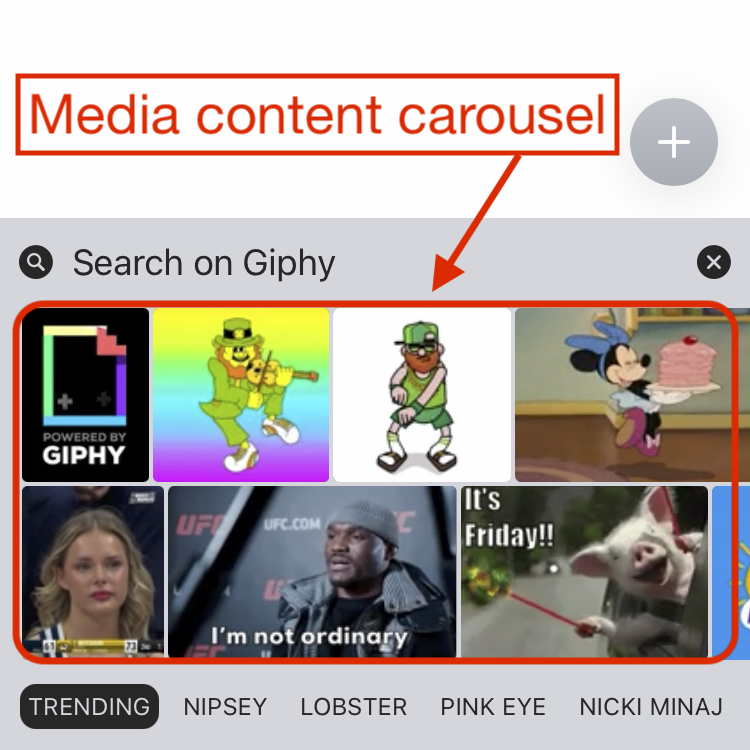 Media content carousel
Search on Giphy
POWERED BY
GIPHY
UFC
UFC.COM
I'm not ordinary
It's
Friday!!
TRENDING NIPSEY LOBSTER PINK EYE NICKI MINAJ